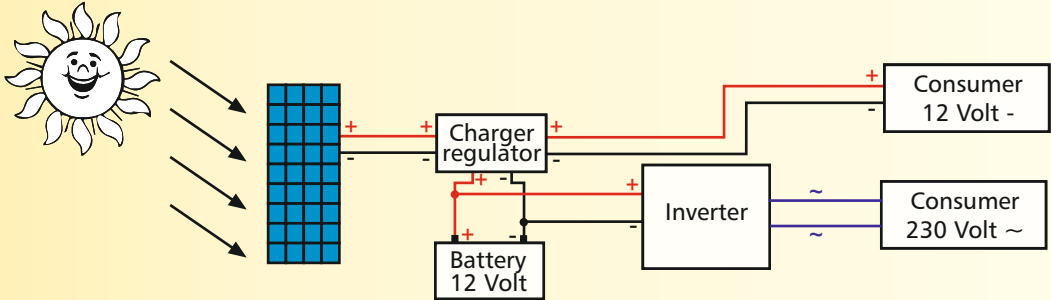 +
Consumer
12 Volt -
-
+
-
+
-
Charger
regulator
+
-
+
-
+
-
Inverter
~
~
Consumer
230 Volt ~
+
-
Battery
12 Volt